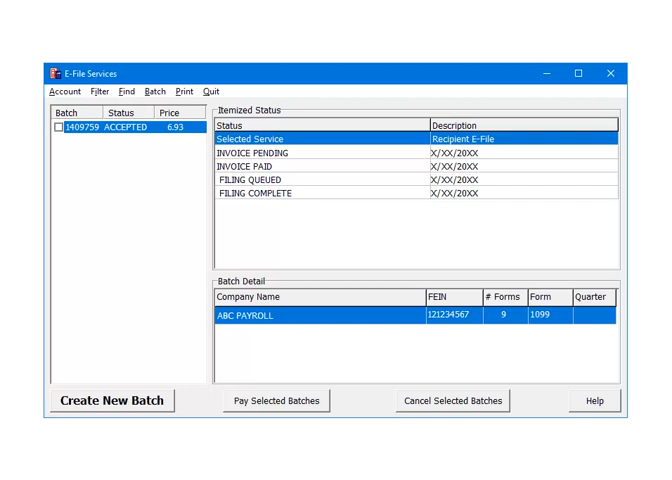 E-File Services
Account Filter Find Batch Print Quit
Batch Status Price
1409759 ACCEPTED 6.93
Itemized Status
Status Description
Selected Service Recipient E-File
INVOICE PENDING X/XX/20XX
INVOICE PAID X/XX/20XX
FILING QUEUED X/XX/20XX
FILING COMPLETE X/XX/20XX
Batch Detail
Company Name FEIN # Forms Form Quarter
ABC PAYROLL 121234567 9 1099
Create New Batch Pay Selected Batches Cancel Selected Batches Help